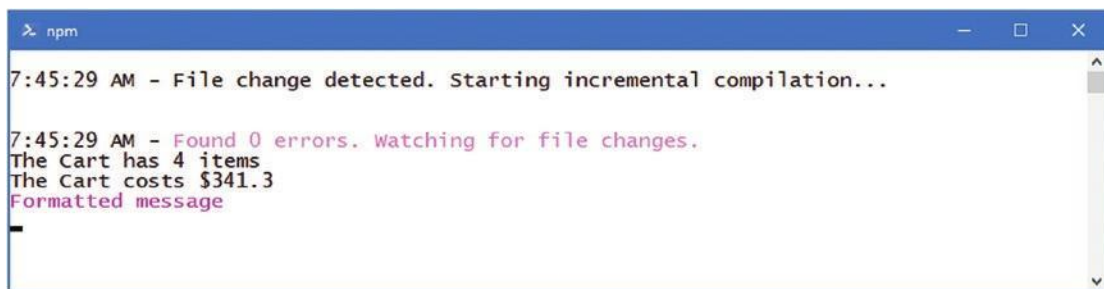 npm
7:45:29 AM - File change detected. Starting incremental compilation...
7:45:29 AM - Found 0 errors. Watching for file changes.
The Cart has 4 items
The Cart costs $341.3
Formatted message